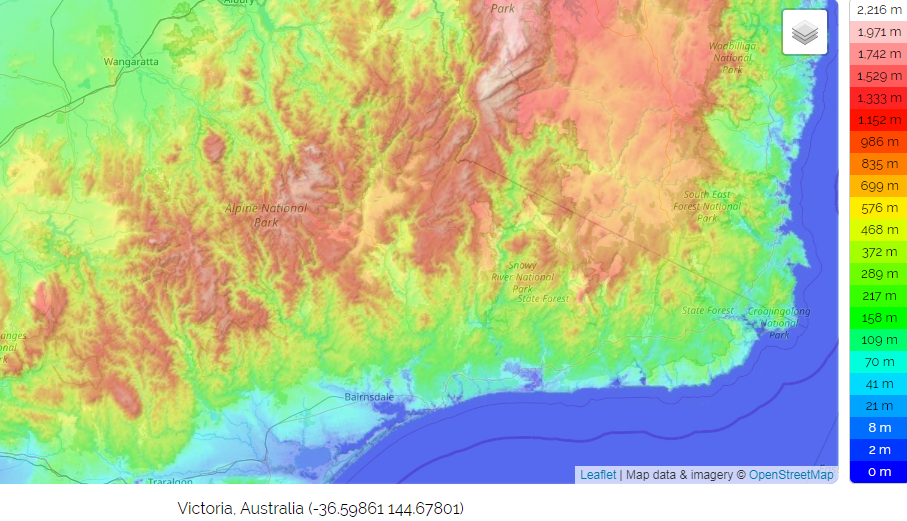 Albury
Park
2,216 m
1,971 m
1,742 m
1,529 m
1,333 m
1,152 m
986 m
835 m
699 m
576 m
468 m
372 m
289 m
217 m
158 m
109 m
70 m
41 m
21 m
8 m
2 m
0 m
Wangaratta
Wadbilliga
National
Park
Alpine National
Park
South East
Forest National
Park
Snowy
River National
Park
State Forest
State Forest
Croajingolong
National
Park
anges
onal
rk
Bairnsdale
Traralgon
Leaflet | Map data & imagery © OpenStreetMap
Victoria, Australia (-36.59861 144.67801)